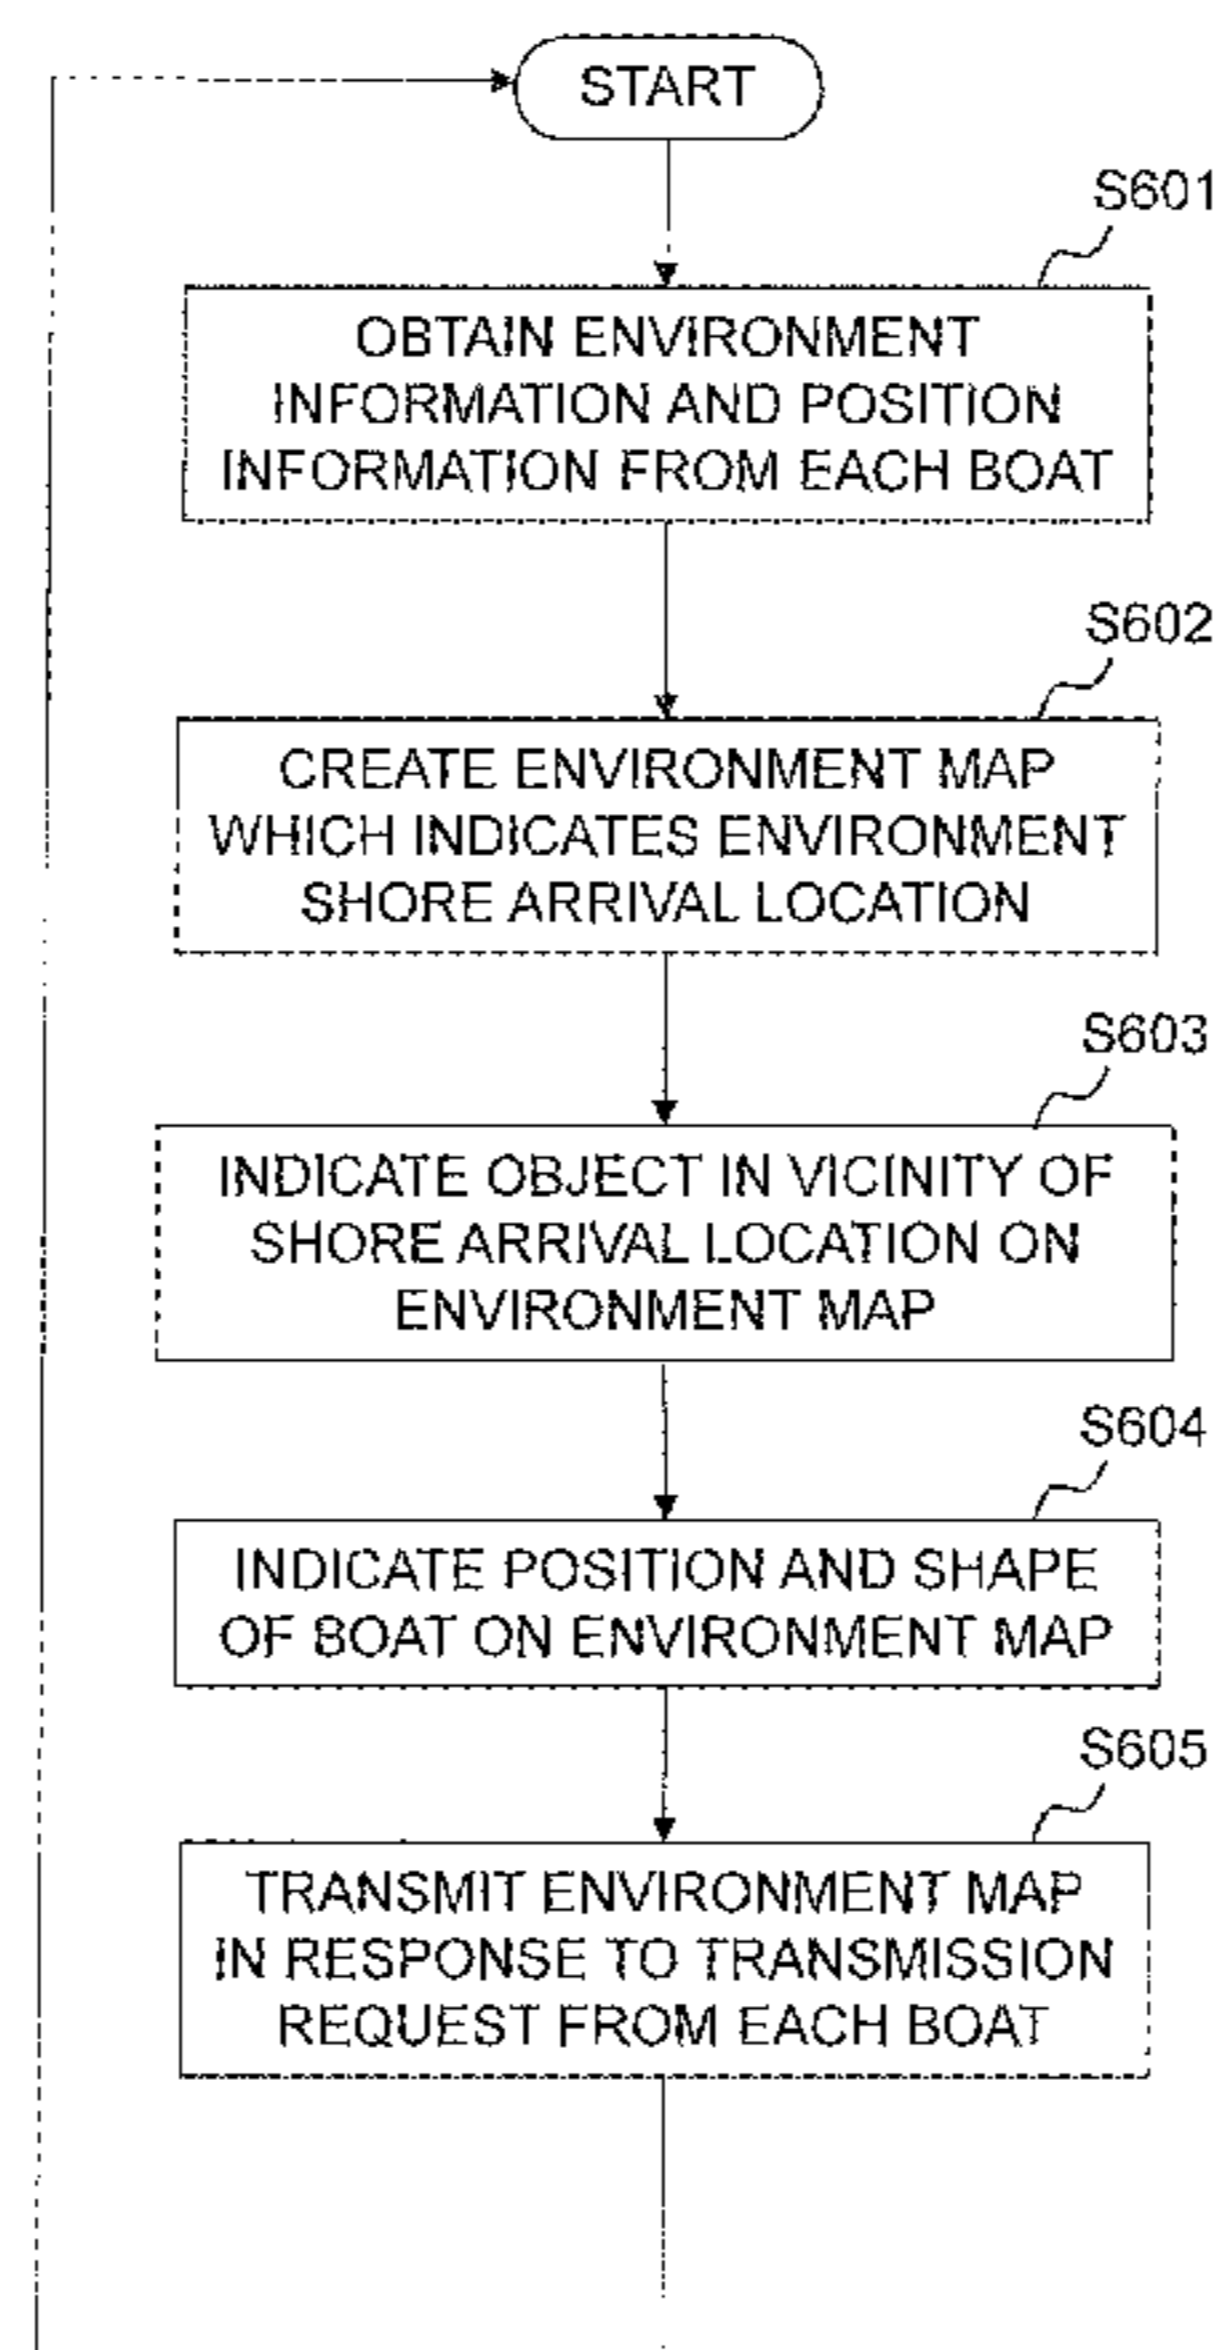 START
S601
OBTAIN ENVIRONMENT
INFORMATION AND POSITION
INFORMATION FROM EACH BOAT
S602
CREATE ENVIRONMENT MAP
WHICH INDICATES ENVIRONMENT
SHORE ARRIVAL LOCATION
S603
INDICATE OBJECT IN VICINITY OF
SHORE ARRIVAL LOCATION ON
ENVIRONMENT MAP
S604
INDICATE POSITION AND SHAPE
OF BOAT ON ENVIRONMENT MAP
S605
TRANSMIT ENVIRONMENT MAP
IN RESPONSE TO TRANSMISSION
REQUEST FROM EACH BOAT